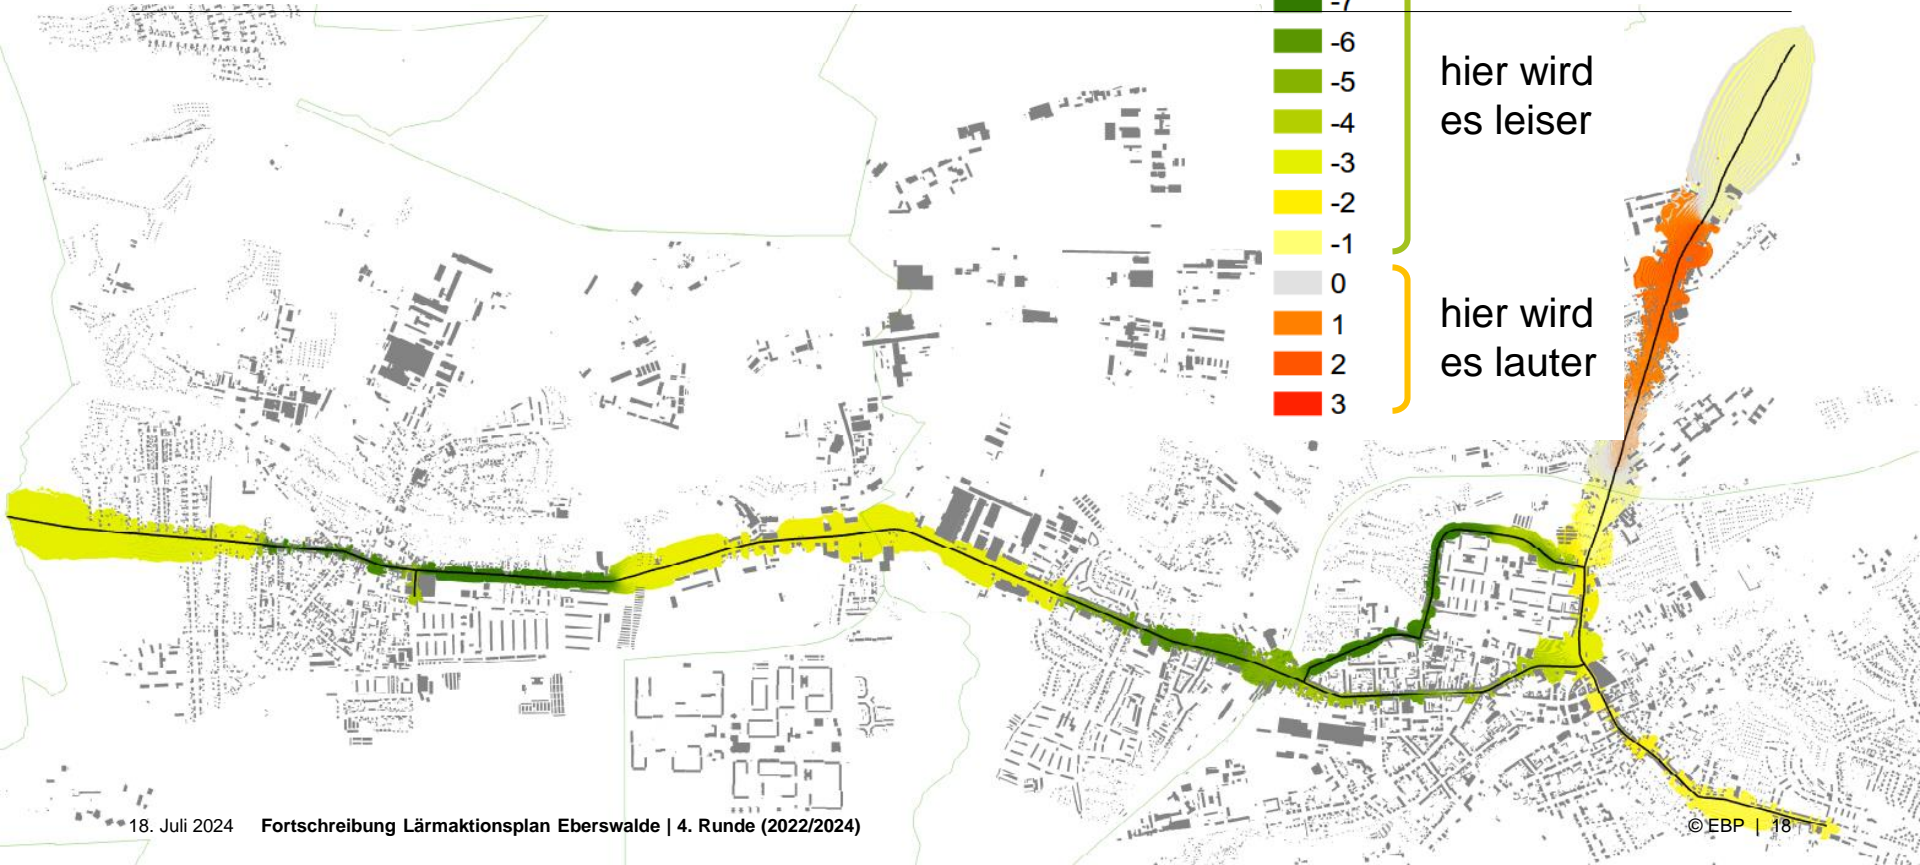 -7
-6
-5
-4
-3
-2
-1
0
1
2
3
hier wird
es leiser
hier wird
es lauter
18. Juli 2024 Fortschreibung Lärmaktionsplan Eberswalde | 4. Runde (2022/2024)
© EBP | 18